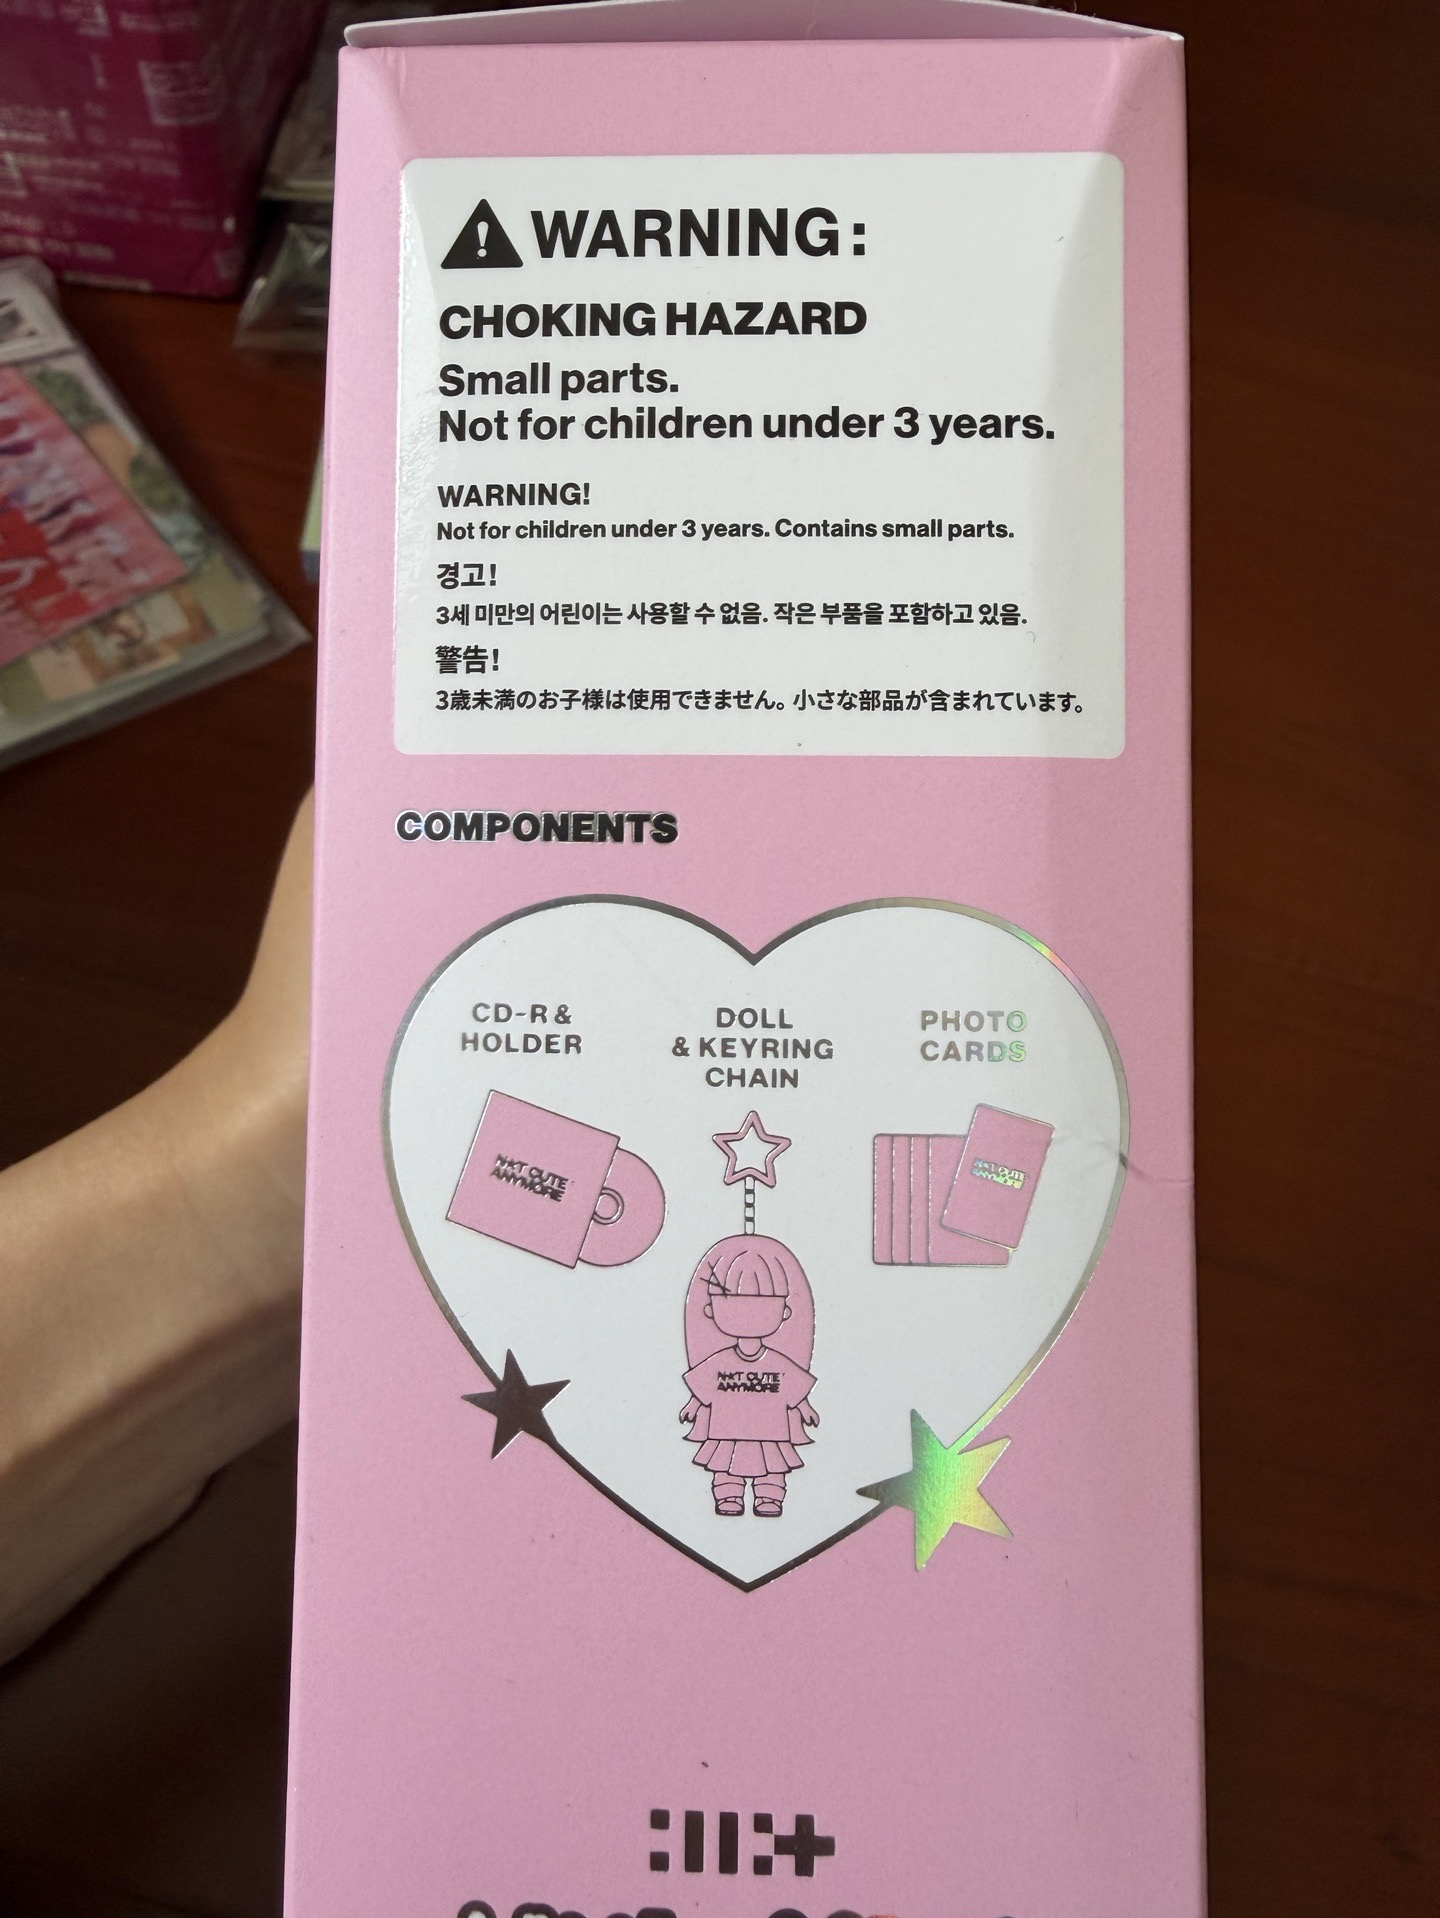 WARNING:
CHOKING HAZARD
Small parts.
Not for children under 3 years.
WARNING!
Not for children under 3 years. Contains small parts.
경고!
3세 미만의 어린이는 사용할 수 없음. 작은 부품을 포함하고 있음.
警告!
3歳未満のお子様は使用できません。小さな部品が含まれています。
COMPONENTS
CD-R &
HOLDER
DOLL
& KEYRING
CHAIN
PHOTO
CARDS
N★T CUTE
ANYMORE
N★T CUTE
ANYMORE
N★T CUTE
ANYMORE